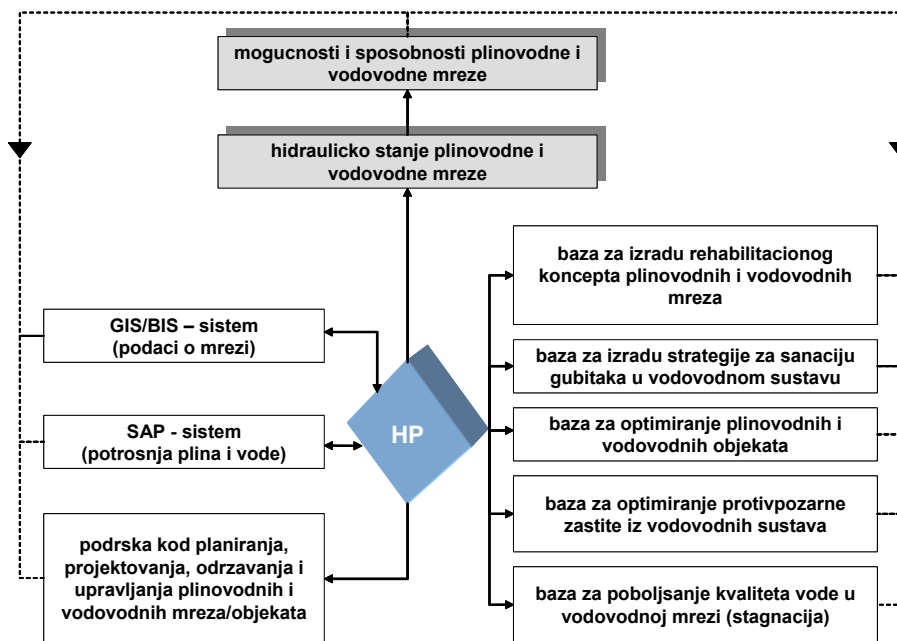 mogucnosti i sposobnosti plinovodne i
vodovodne mreze
hidraulicko stanje plinovodne i
vodovodne mreze
GIS/BIS – sistem
(podaci o mrezi)
SAP - sistem
(potrosnja plina i vode)
podrska kod planiranja,
projektovanja, odrzavanja i
upravljanja plinovodnih i
vodovodnih mreza/objekata
HP
baza za izradu rehabilitacionog
koncepta plinovodnih i vodovodnih
mreza
baza za izradu strategije za sanaciju
gubitaka u vodovodnom sustavu
baza za optimiranje plinovodnih i
vodovodnih objekata
baza za optimiranje protivpozarne
zastite iz vodovodnih sustava
baza za poboljsanje kvaliteta vode u
vodovodnoj mrezi (stagnacija)